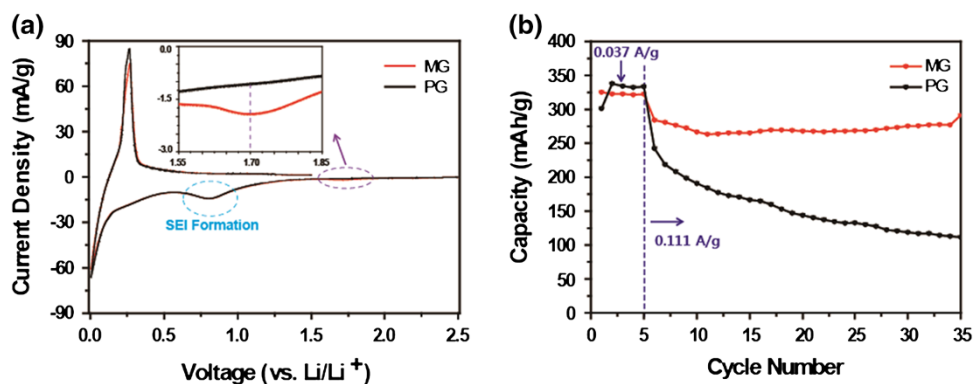 (a)
Current Density (mA/g)
90
60
30
0
-30
-60
-90
0.0
0.5
1.0
1.5
2.0
2.5
Voltage (vs. Li/Li+)
0.0
-1.5
-3.0
1.55
1.70
1.85
MG
PG
SEI Formation
(b)
Capacity (mAh/g)
400
350
300
250
200
150
100
50
0
0
5
10
15
20
25
30
35
Cycle Number
0.037 A/g
0.111 A/g
MG
PG